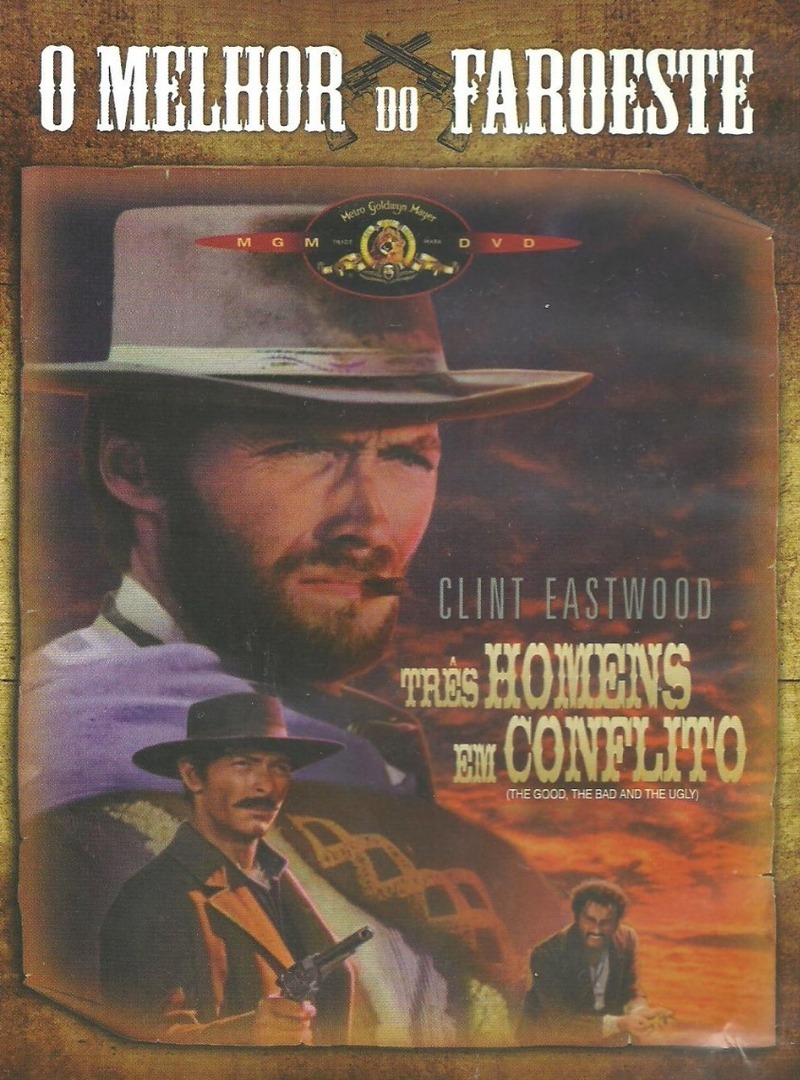 O MELHOR DO FAROESTE
Metro Goldwyn Mayer
MGM TRADE MARK DVD
CLINT EASTWOOD
TRÊS HOMENS
EM CONFLITO
(THE GOOD, THE BAD AND THE UGLY)